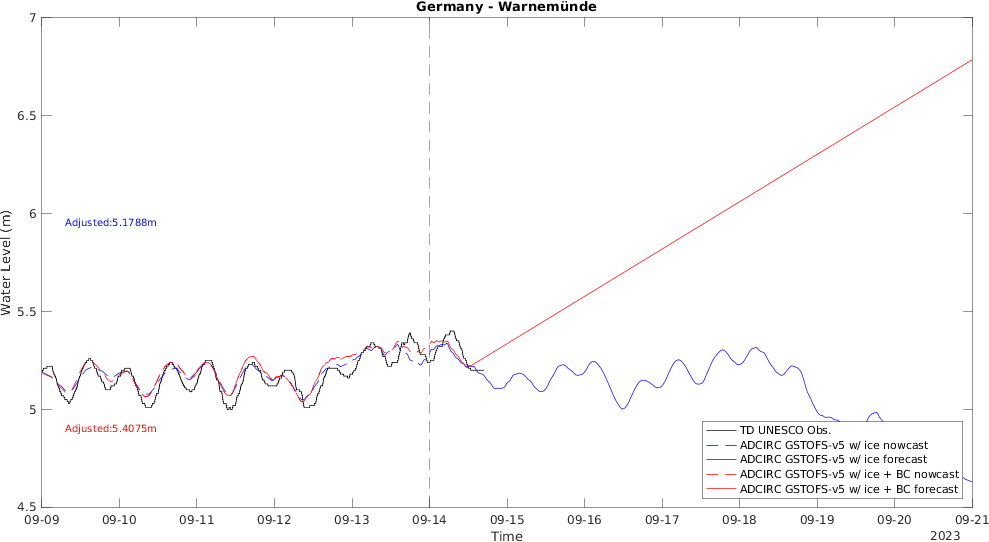 Germany - Warnemünde
Water Level (m)
7
6.5
6
5.5
5
4.5
Adjusted:5.1788m
Adjusted:5.4075m
TD UNESCO Obs.
ADCIRC GSTOFS-v5 w/ ice nowcast
ADCIRC GSTOFS-v5 w/ ice forecast
ADCIRC GSTOFS-v5 w/ ice + BC nowcast
ADCIRC GSTOFS-v5 w/ ice + BC forecast
09-09 09-10 09-11 09-12 09-13 09-14 09-15 09-16 09-17 09-18 09-19 09-20 09-21
Time
2023